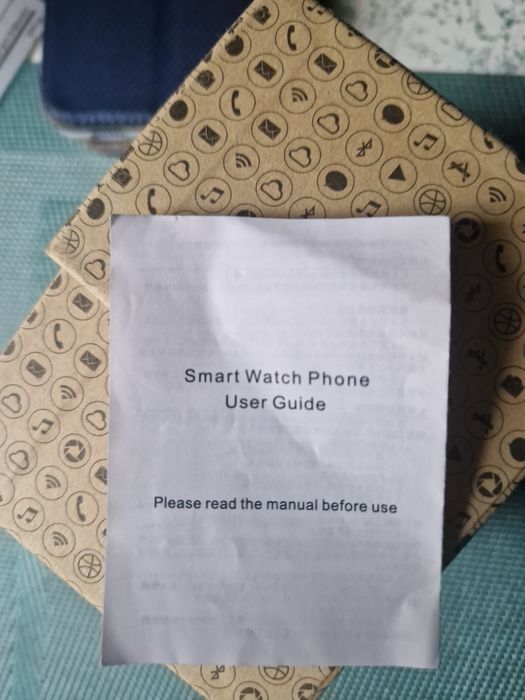 Smart Watch Phone
User Guide
Please read the manual before use